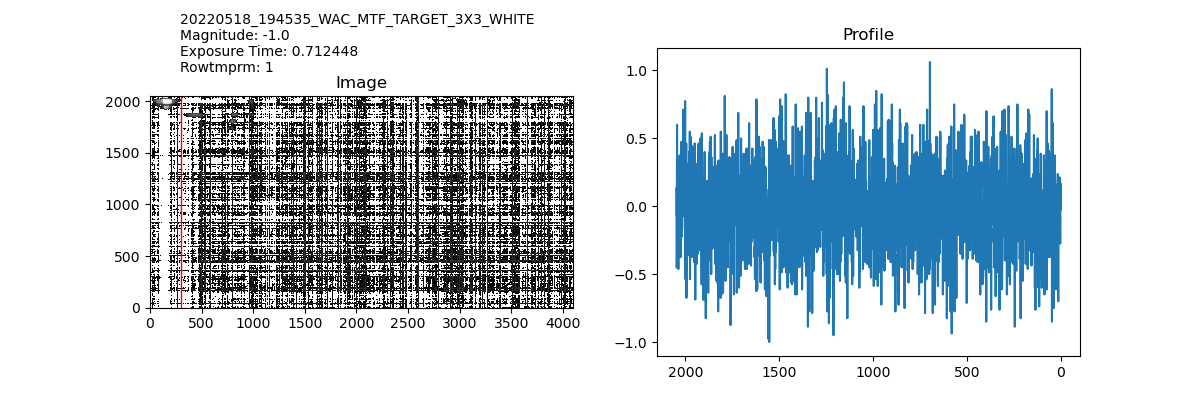 20220518_194535_WAC_MTF_TARGET_3X3_WHITE
Magnitude: -1.0
Exposure Time: 0.712448
Rowtmprm: 1
Image
2000
1500
1000
500
0
0 500 1000 1500 2000 2500 3000 3500 4000
Profile
1.0
0.5
0.0
−0.5
−1.0
2000 1500 1000 500 0